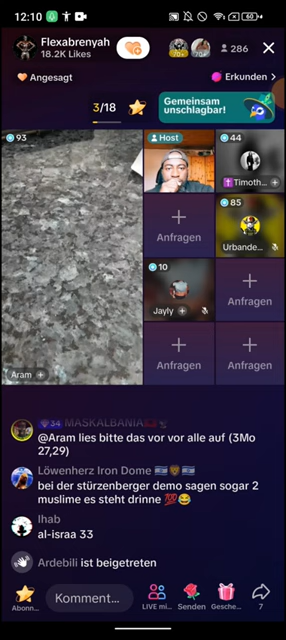 12:10
60
Flexabrenyah
18.2K Likes
286
Angesagt
Erkunden >
3/18
Gemeinsam
unschlagbar!
93
Host
44
Timoth...
Anfragen
85
Urbande...
10
Jayly
Anfragen
Anfragen
Anfragen
Aram
34 MASKALBANIA
@Aram lies bitte das vor vor alle auf (3Mo
27,29)
Löwenherz Iron Dome
bei der stürzenberger demo sagen sogar 2
muslime es steht drinne 💯😂
Ihab
al-israa 33
Ardebili ist beigetreten
Komment...
Abonn...
LIVE mi...
Senden
Gesche...
7